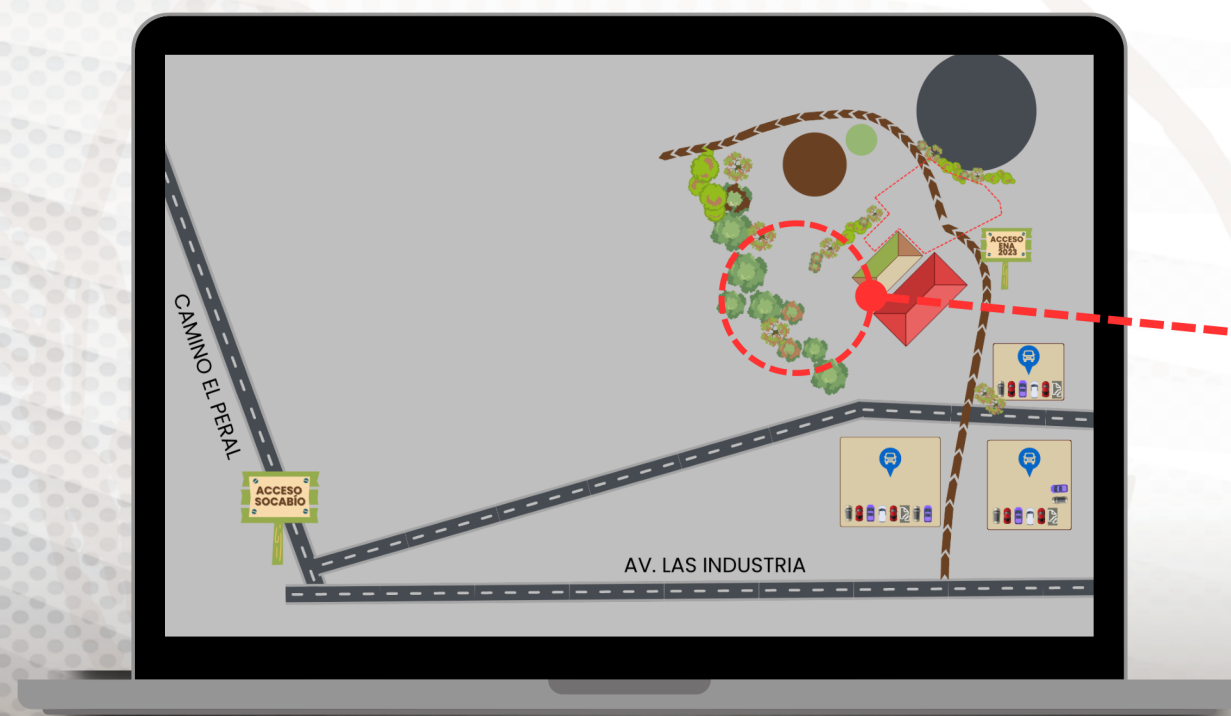 ACCESO
ENA
2023
CAMINO EL PERAL
ACCESO
SOCABÍO
AV. LAS INDUSTRIA